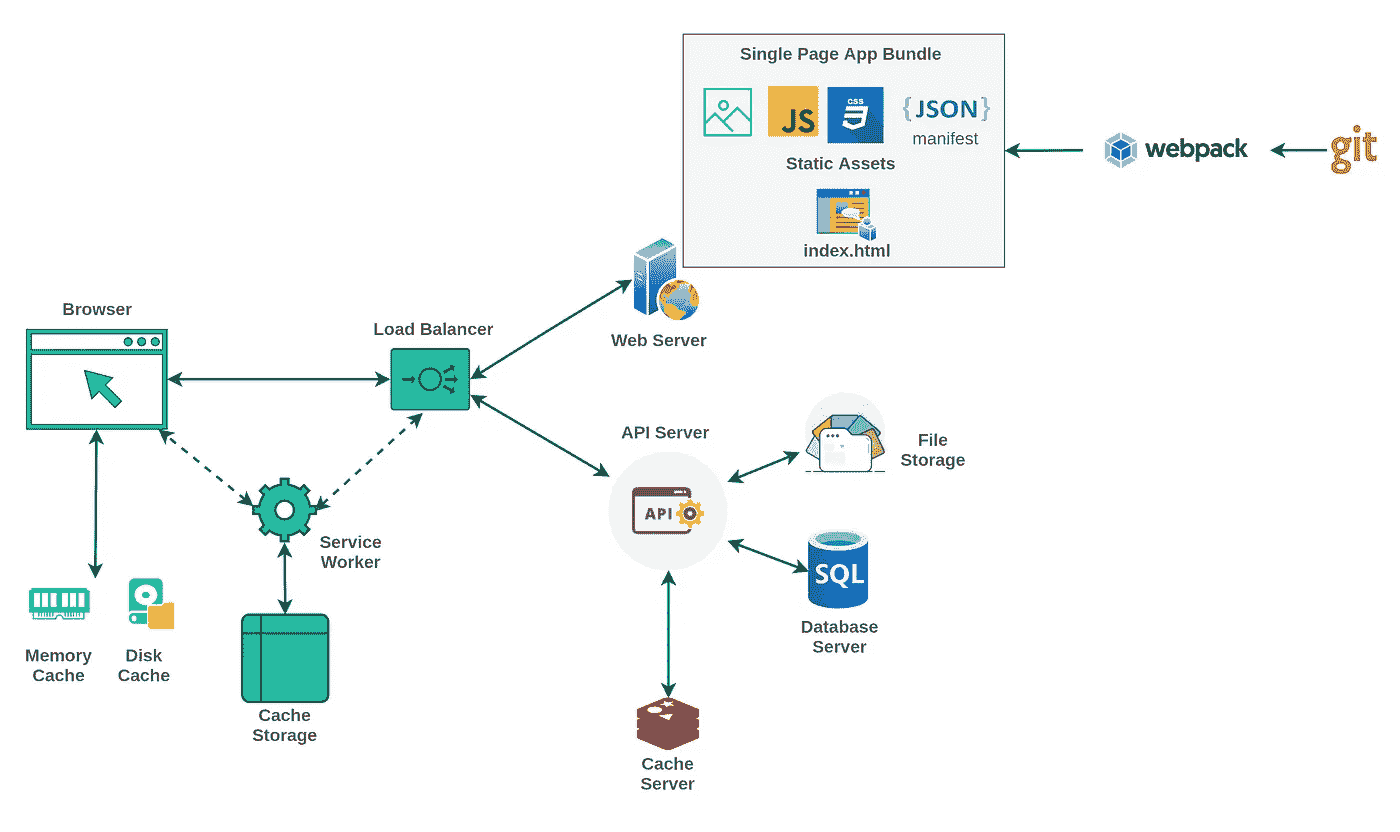 Single Page App Bundle
JS
CSS
{JSON}
manifest
Static Assets
index.html
webpack
git
Browser
Load Balancer
Web Server
API Server
API
File
Storage
SQL
Database
Server
Service
Worker
Memory
Cache
Disk
Cache
Cache
Storage
Cache
Server